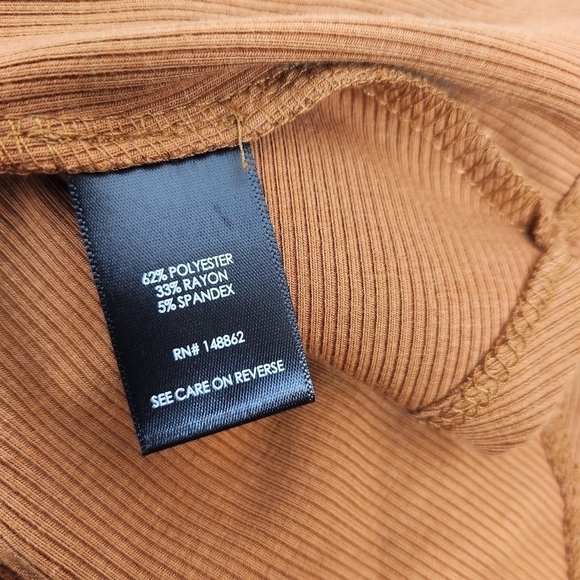 62% POLYESTER
33% RAYON
5% SPANDEX
RN# 148862
SEE CARE ON REVERSE